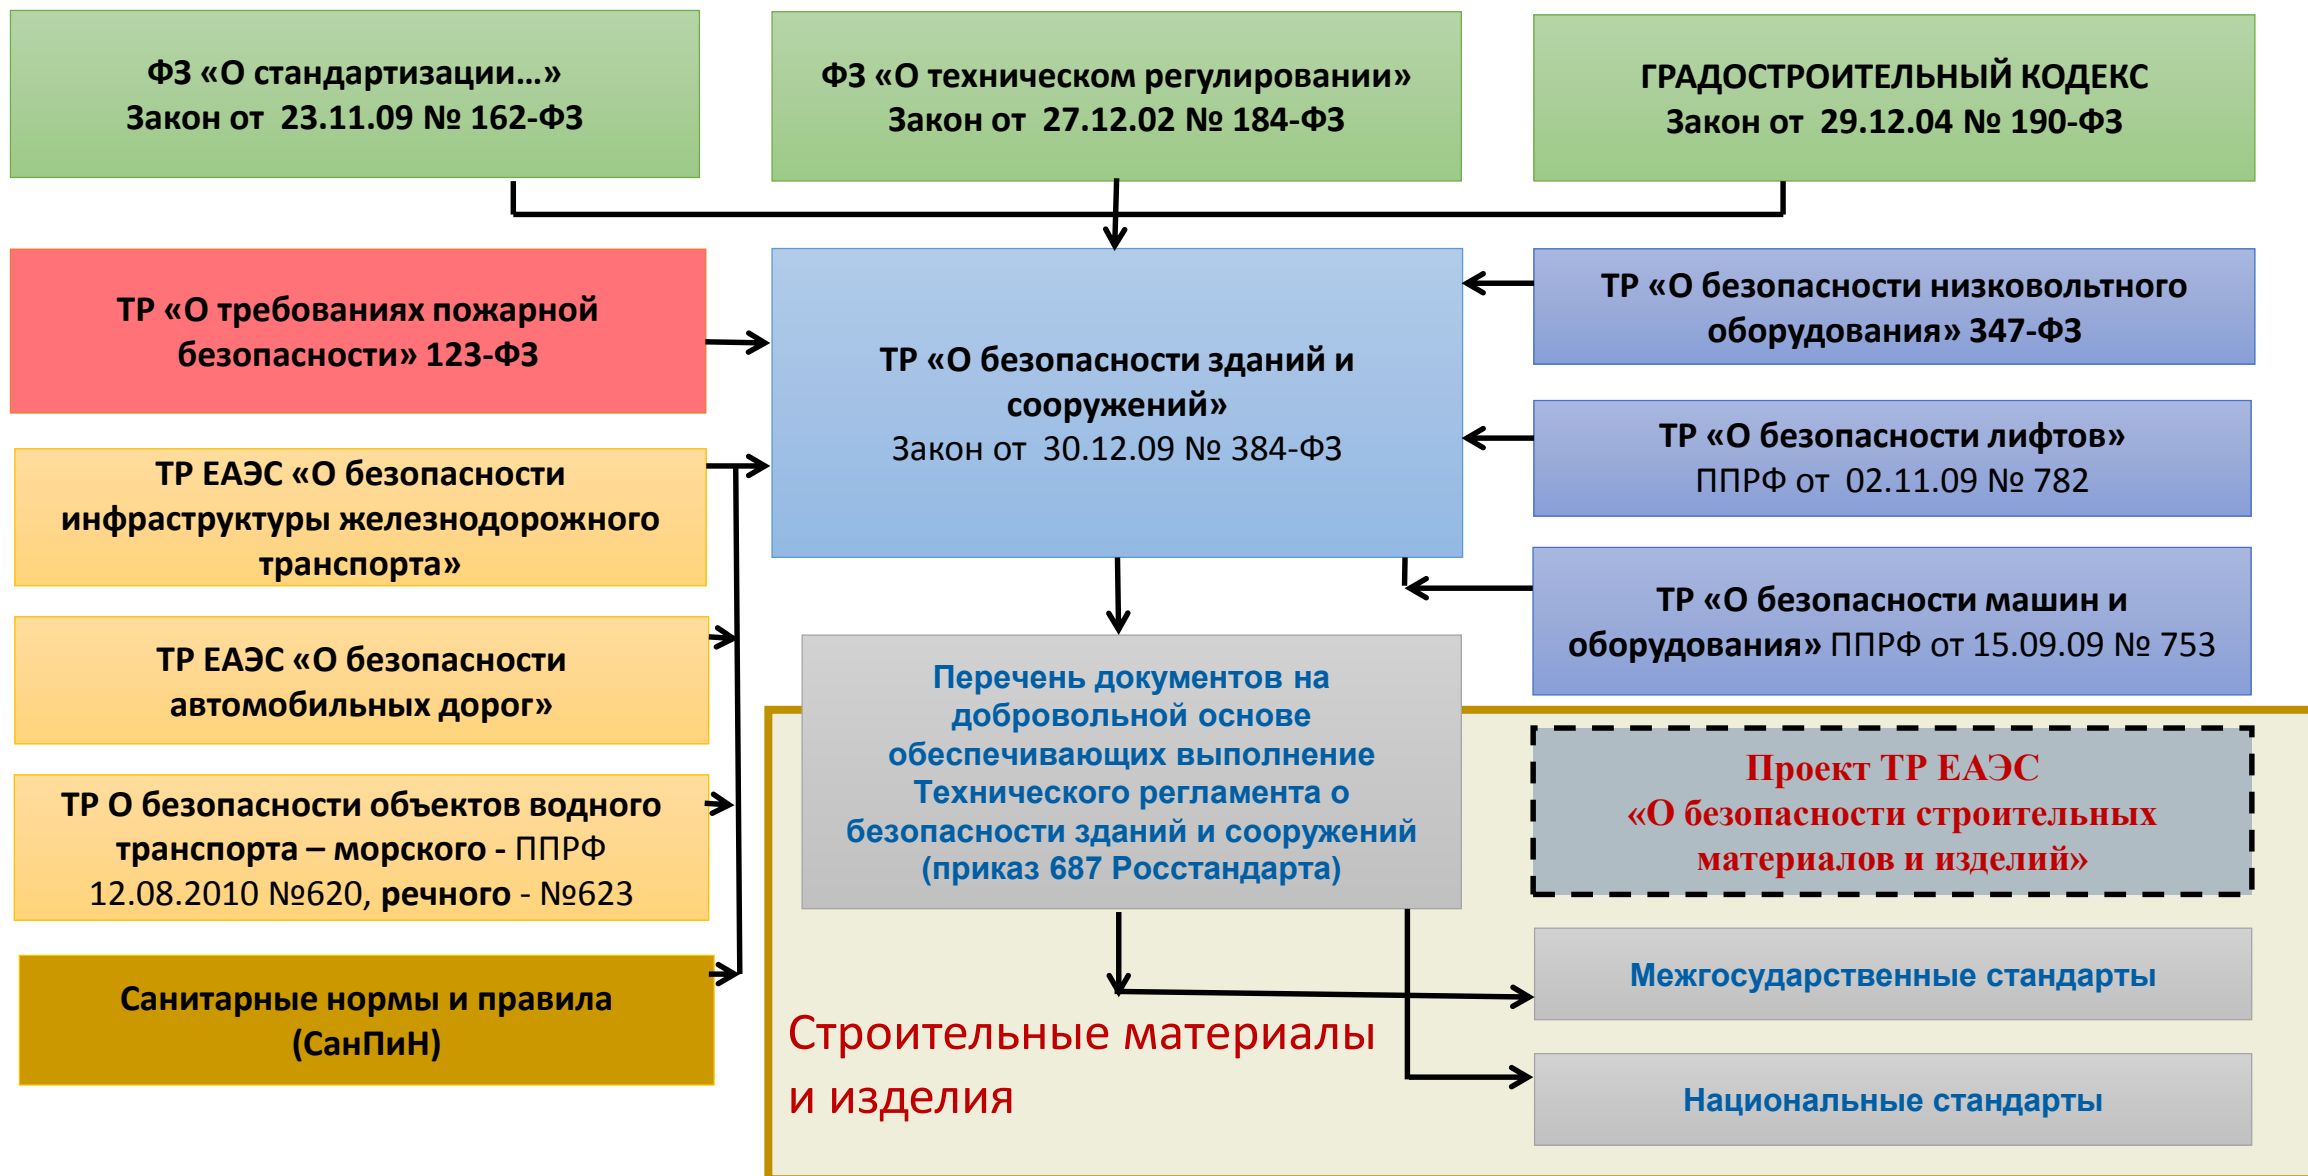 ФЗ «О стандартизации…»
Закон от 23.11.09 № 162-ФЗ
ФЗ «О техническом регулировании»
Закон от 27.12.02 № 184-ФЗ
ГРАДОСТРОИТЕЛЬНЫЙ КОДЕКС
Закон от 29.12.04 № 190-ФЗ
ТР «О требованиях пожарной
безопасности» 123-ФЗ
ТР «О безопасности зданий и
сооружений»
Закон от 30.12.09 № 384-ФЗ
ТР «О безопасности низковольтного
оборудования» 347-ФЗ
ТР «О безопасности лифтов»
ППРФ от 02.11.09 № 782
ТР «О безопасности машин и
оборудования» ППРФ от 15.09.09 № 753
ТР ЕАЭС «О безопасности
инфраструктуры железнодорожного
транспорта»
ТР ЕАЭС «О безопасности
автомобильных дорог»
ТР О безопасности объектов водного
транспорта – морского - ППРФ
12.08.2010 №620, речного - №623
Санитарные нормы и правила
(СанПиН)
Перечень документов на
добровольной основе
обеспечивающих выполнение
Технического регламента о
безопасности зданий и сооружений
(приказ 687 Росстандарта)
Проект ТР ЕАЭС
«О безопасности строительных
материалов и изделий»
Межгосударственные стандарты
Национальные стандарты
Строительные материалы
и изделия